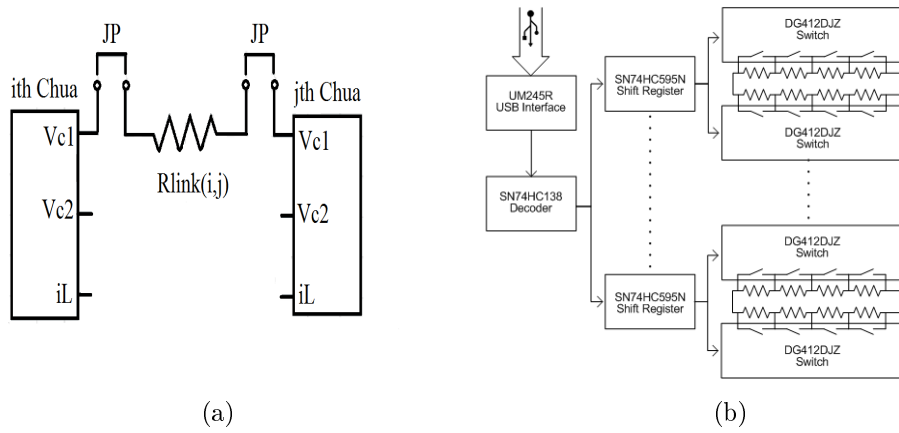 JP
JP
ith Chua
jth Chua
Vc1
Vc1
Rlink(i,j)
Vc2
Vc2
iL
iL
(a)
UM245R
USB Interface
SN74HC138
Decoder
SN74HC595N
Shift Register
SN74HC595N
Shift Register
DG412DJZ
Switch
DG412DJZ
Switch
DG412DJZ
Switch
DG412DJZ
Switch
(b)